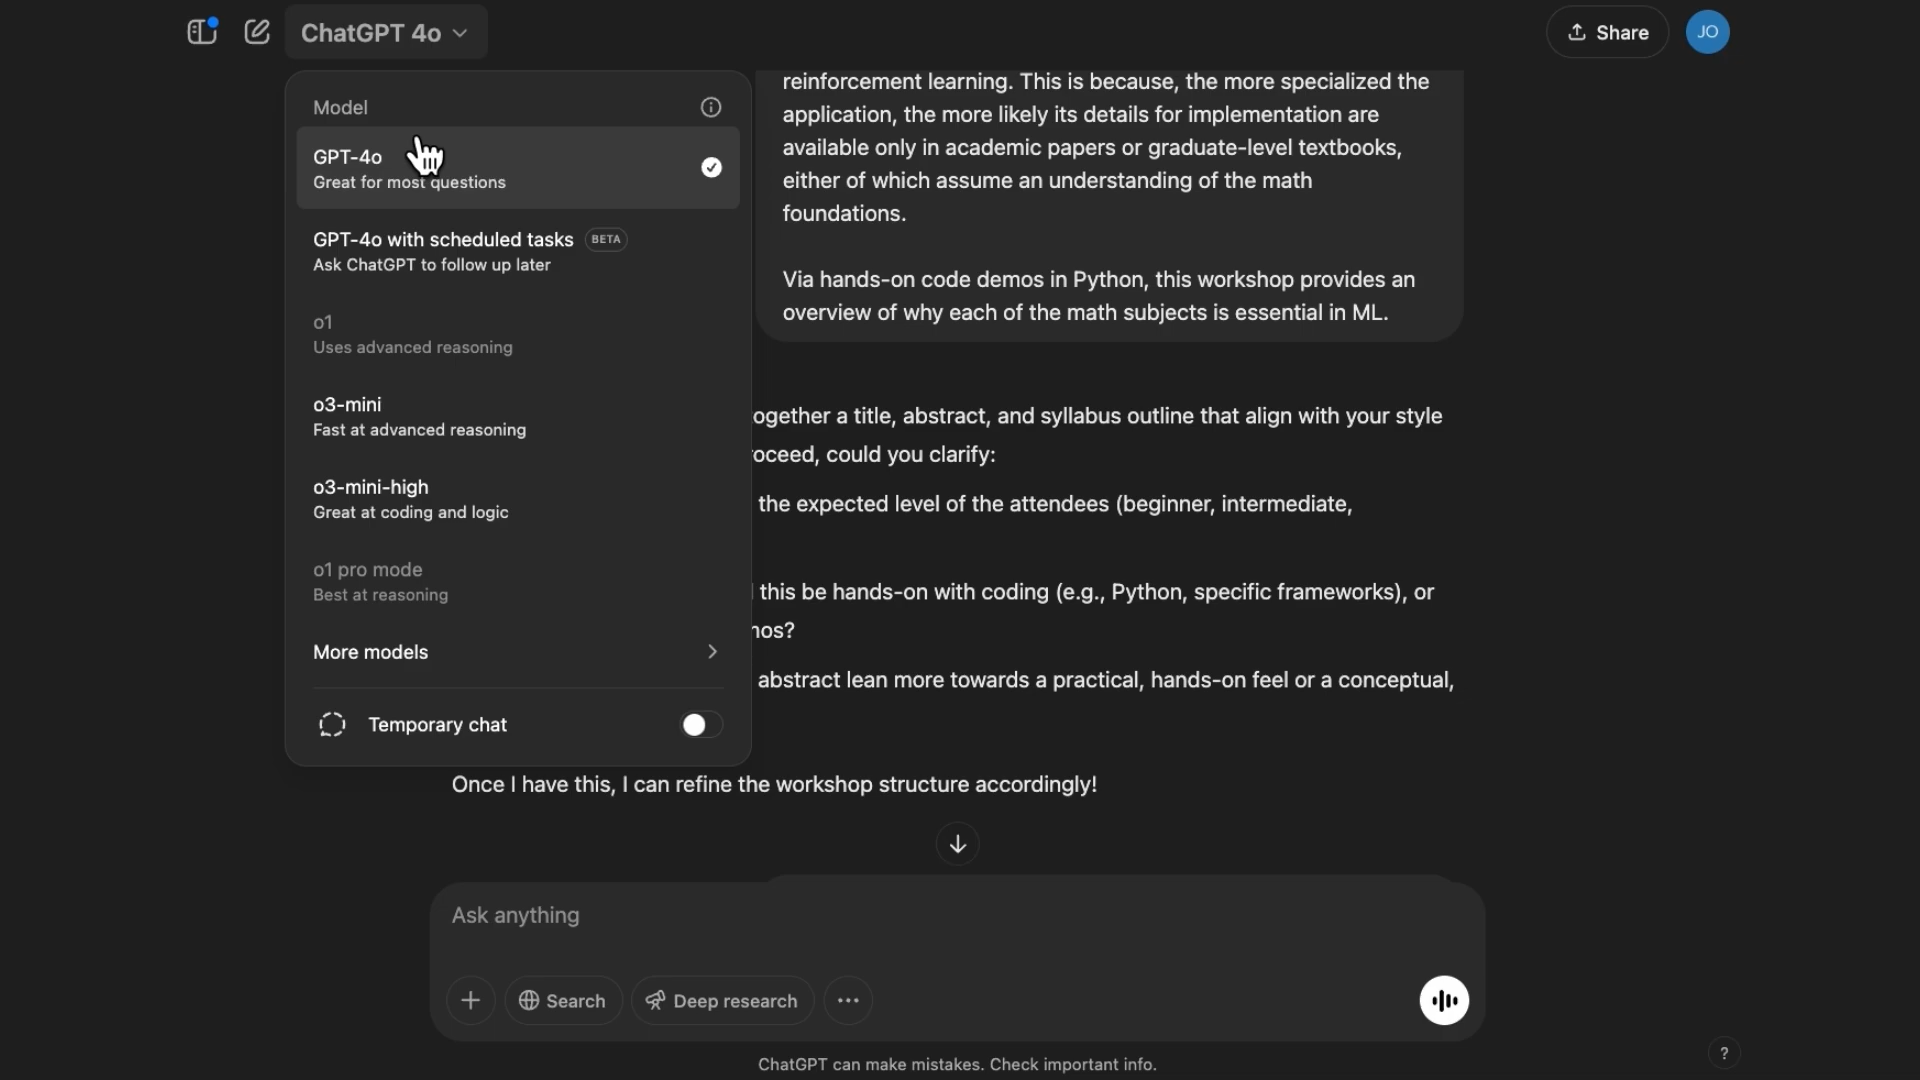 ChatGPT 4o
Share
JO
Model
GPT-4o
Great for most questions
GPT-4o with scheduled tasks BETA
Ask ChatGPT to follow up later
o1
Uses advanced reasoning
o3-mini
Fast at advanced reasoning
o3-mini-high
Great at coding and logic
o1 pro mode
Best at reasoning
More models
Temporary chat
reinforcement learning. This is because, the more specialized the
application, the more likely its details for implementation are
available only in academic papers or graduate-level textbooks,
either of which assume an understanding of the math
foundations.
Via hands-on code demos in Python, this workshop provides an
overview of why each of the math subjects is essential in ML.
a title, abstract, and syllabus outline that align with your style
could you clarify:
the expected level of the attendees (beginner, intermediate,
this be hands-on with coding (e.g., Python, specific frameworks), or
abstract lean more towards a practical, hands-on feel or a conceptual,
Once I have this, I can refine the workshop structure accordingly!
Ask anything
Search
Deep research
ChatGPT can make mistakes. Check important info.
?